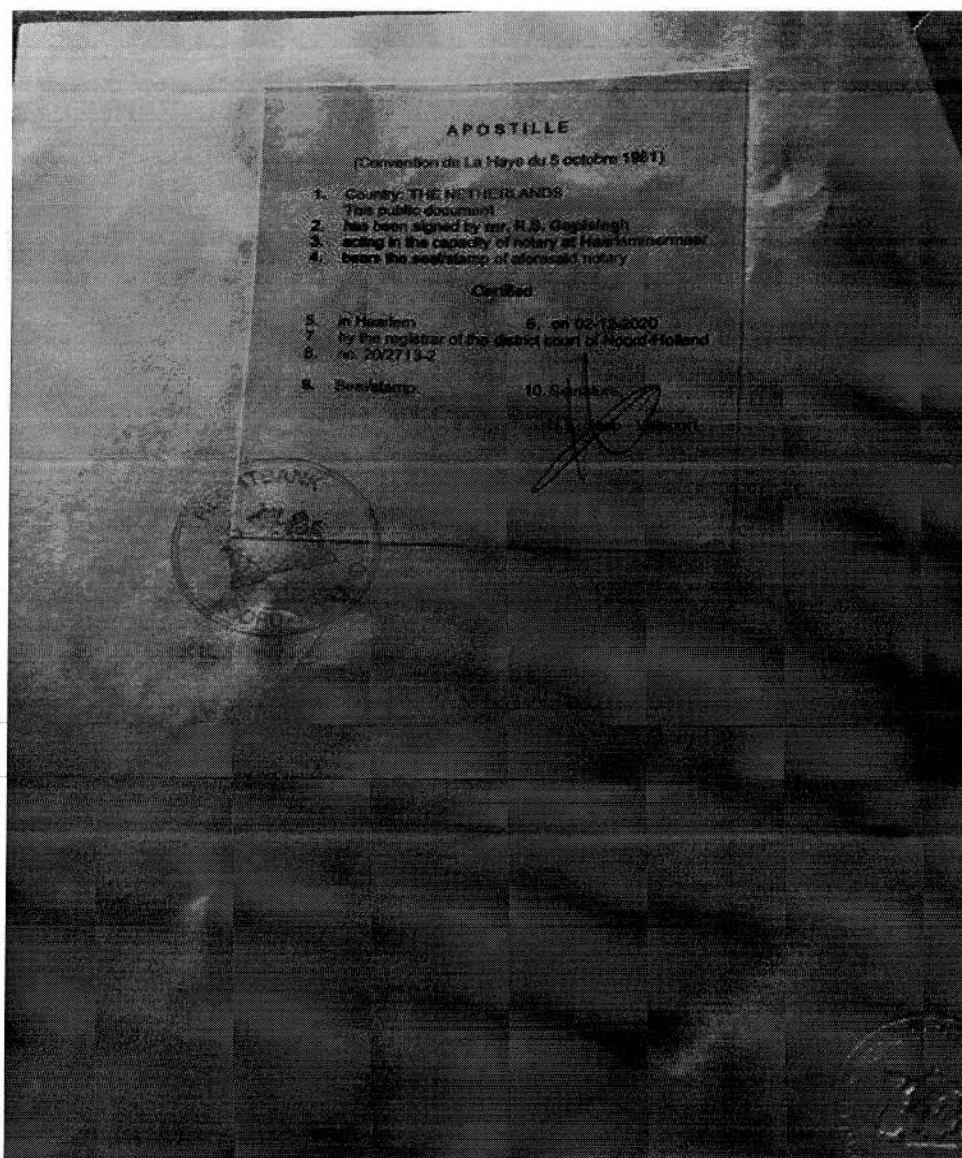 APOSTILLE
(Convention de La Haye du 5 octobre 1961)
1. Country: THE NETHERLANDS
This public document
2. has been signed by mr. R.S. Gopisingh
3. acting in the capacity of notary at Haarlemmermeer
4. bears the seal/stamp of aforesaid notary
Certified
5. in Haarlem 6. on 02-12-2020
7. by the registrar of the district court of Noord-Holland
8. no. 20/2713-2
9. Seal/stamp: 10. Signature: